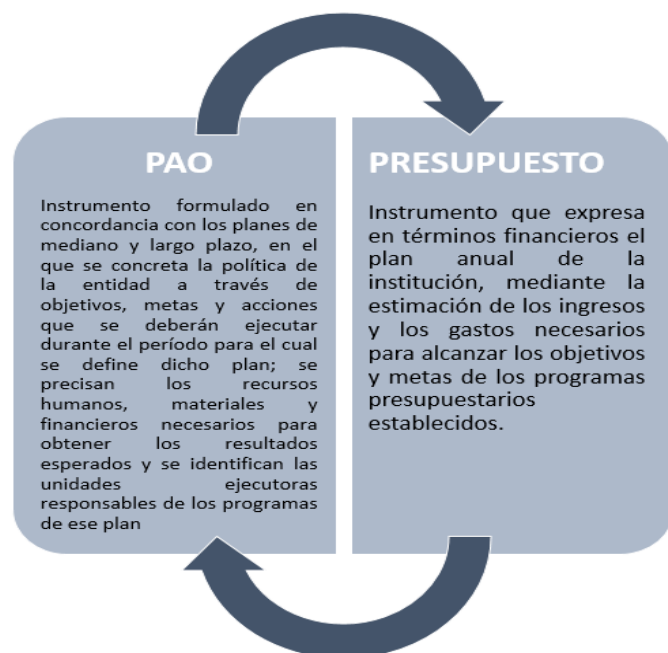 PAO
Instrumento formulado en
concordancia con los planes de
mediano y largo plazo, en el
que se concreta la política de
la entidad a través de
objetivos, metas y acciones
que se deberán ejecutar
durante el período para el cual
se define dicho plan; se
precisan los recursos
humanos, materiales y
financieros necesarios para
obtener los resultados
esperados y se identifican las
unidades ejecutoras
responsables de los programas
de ese plan
PRESUPUESTO
Instrumento que expresa
en términos financieros el
plan anual de la
institución, mediante la
estimación de los ingresos
y los gastos necesarios
para alcanzar los objetivos
y metas de los programas
presupuestarios
establecidos.